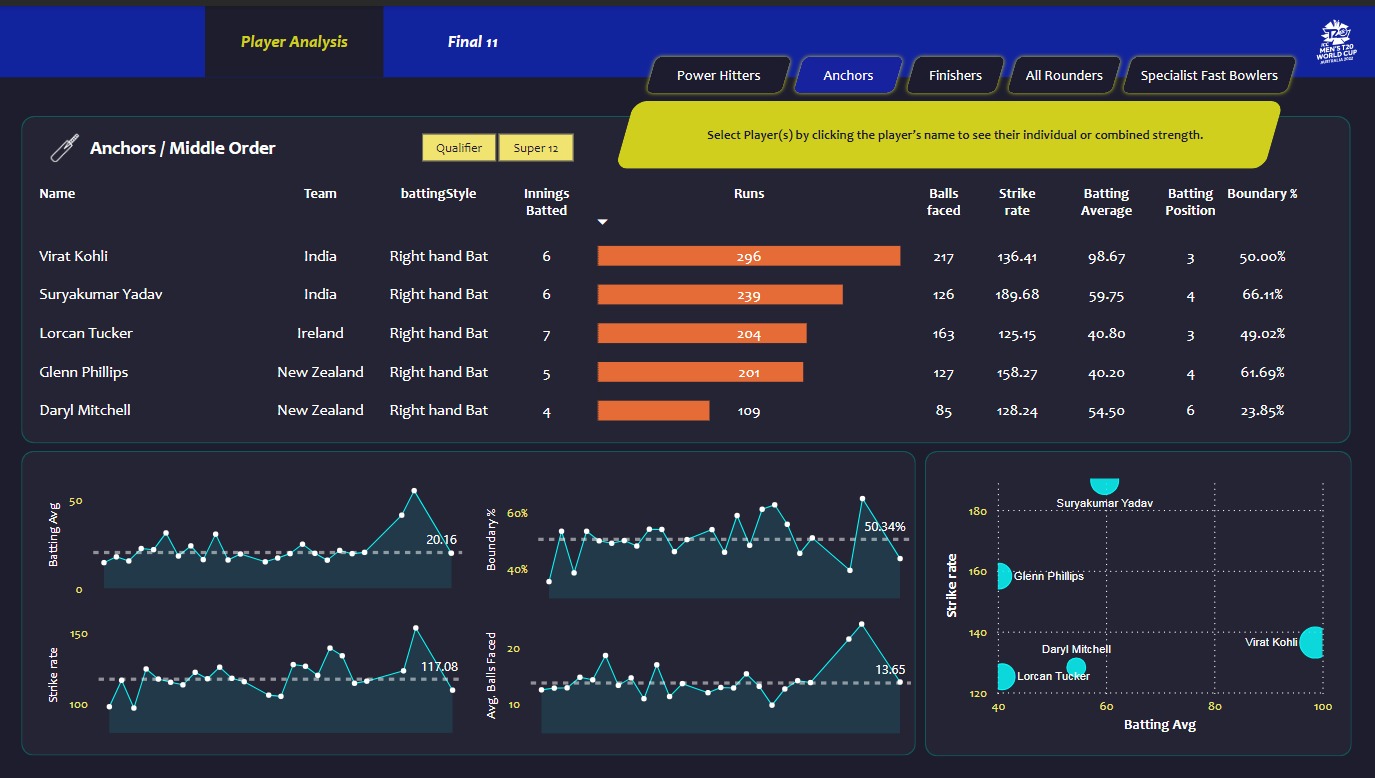 Player Analysis
Final 11
ICC
MEN'S T20
WORLD CUP
AUSTRALIA 2022
Power Hitters
Anchors
Finishers
All Rounders
Specialist Fast Bowlers
Select Player(s) by clicking the player's name to see their individual or combined strength.
Anchors / Middle Order
Qualifier
Super 12
Name Team battingStyle Innings Batted Runs Balls faced Strike rate Batting Average Batting Position Boundary %
Virat Kohli India Right hand Bat 6 296 217 136.41 98.67 3 50.00%
Suryakumar Yadav India Right hand Bat 6 239 126 189.68 59.75 4 66.11%
Lorcan Tucker Ireland Right hand Bat 7 204 163 125.15 40.80 3 49.02%
Glenn Phillips New Zealand Right hand Bat 5 201 127 158.27 40.20 4 61.69%
Daryl Mitchell New Zealand Right hand Bat 4 109 85 128.24 54.50 6 23.85%
Batting Avg
50
0
20.16
Boundary %
60%
40%
50.34%
Strike rate
150
100
117.08
Avg. Balls Faced
20
10
13.65
Strike rate
180
160
140
120
Suryakumar Yadav
Glenn Phillips
Virat Kohli
Daryl Mitchell
Lorcan Tucker
40 60 80 100
Batting Avg